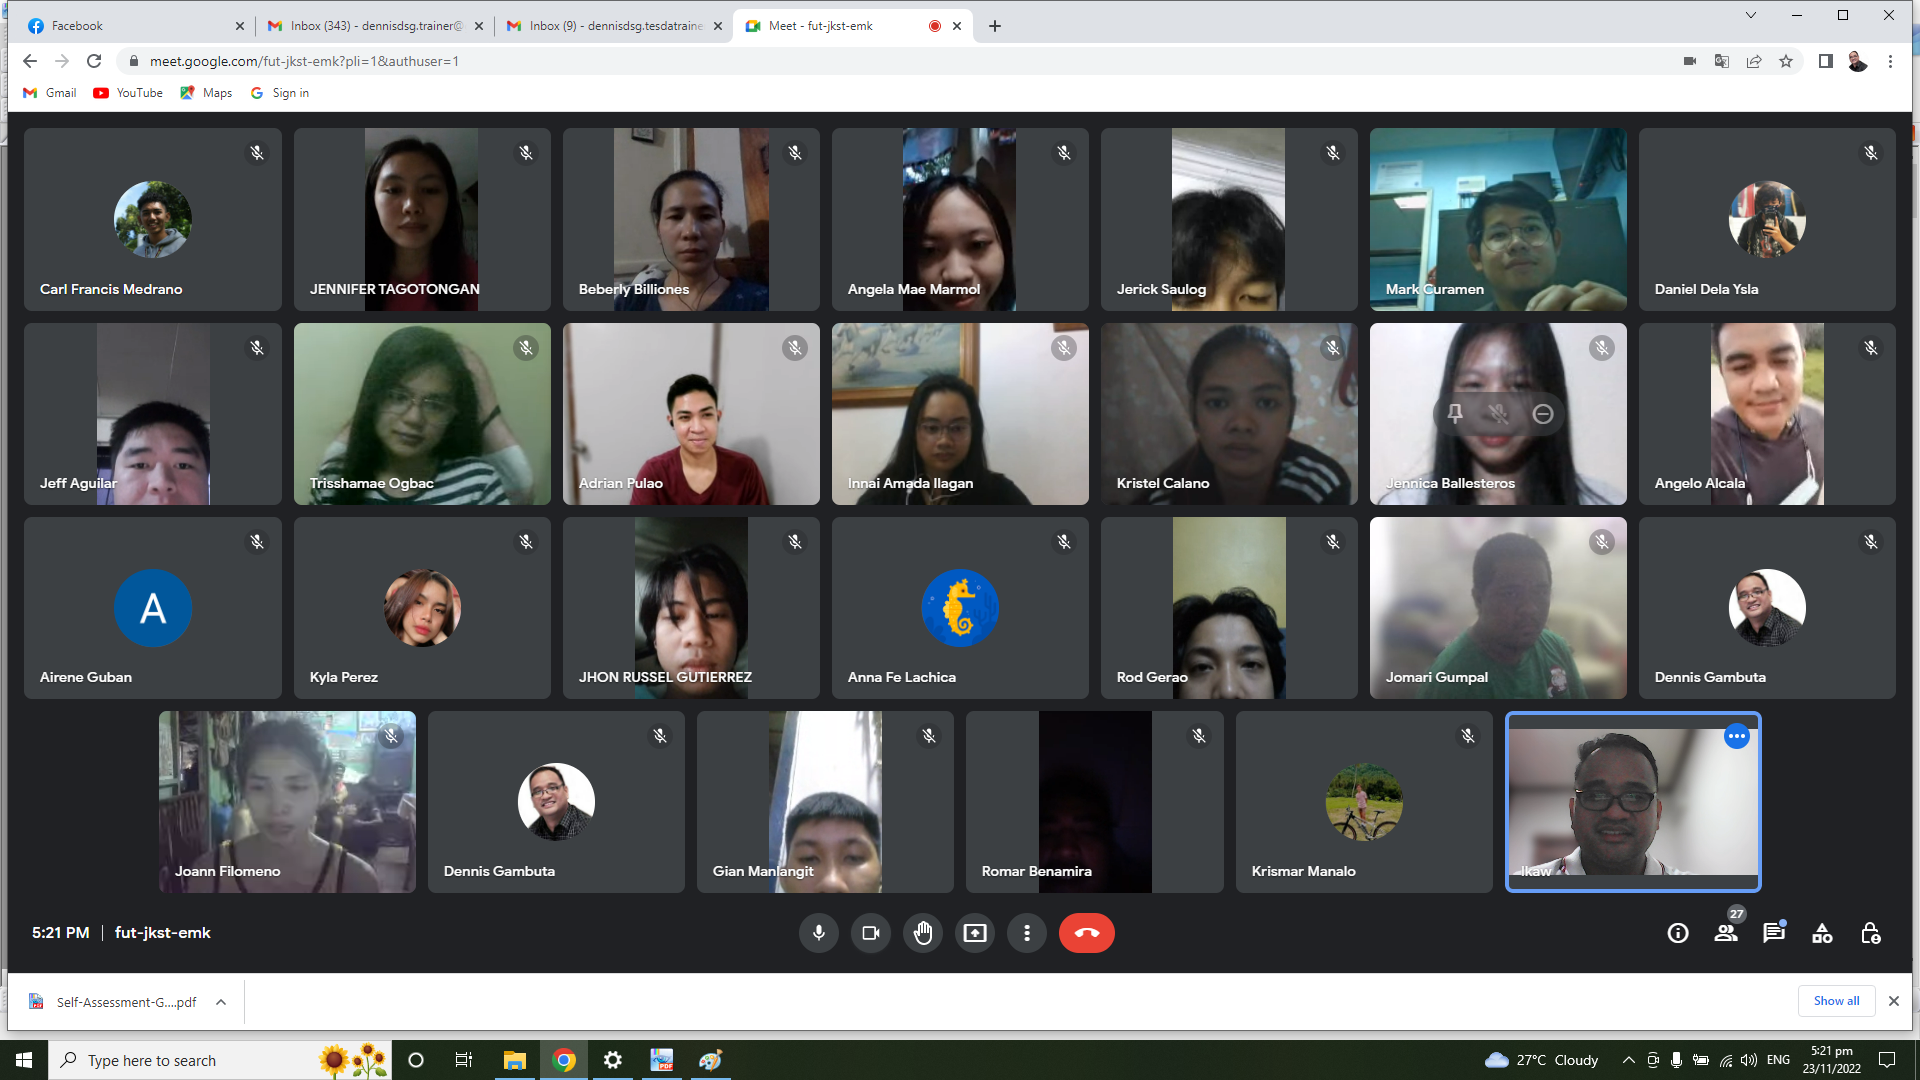 Facebook
Inbox (343) - dennisdsg.trainer@
Inbox (9) - dennisdsg.tesdatraine
Meet - fut-jkst-emk
meet.google.com/fut-jkst-emk?pli=1&authuser=1
Gmail
YouTube
Maps
Sign in
Carl Francis Medrano
JENNIFER TAGOTONGAN
Beberly Billiones
Angela Mae Marmol
Jerick Saulog
Mark Curamen
Daniel Dela Ysla
Jeff Aguilar
Trisshamae Ogbac
Adrian Pulao
Innai Amada Ilagan
Kristel Calano
Jennica Ballesteros
Angelo Alcala
A
Airene Guban
Kyla Perez
JHON RUSSEL GUTIERREZ
Anna Fe Lachica
Rod Gerao
Jomari Gumpal
Dennis Gambuta
Joann Filomeno
Dennis Gambuta
Gian Manlangit
Romar Benamira
Krismar Manalo
Ikaw
5:21 PM | fut-jkst-emk
27
Self-Assessment-G....pdf
Show all
Type here to search
PDF
27°C Cloudy
ENG
5:21 pm
23/11/2022